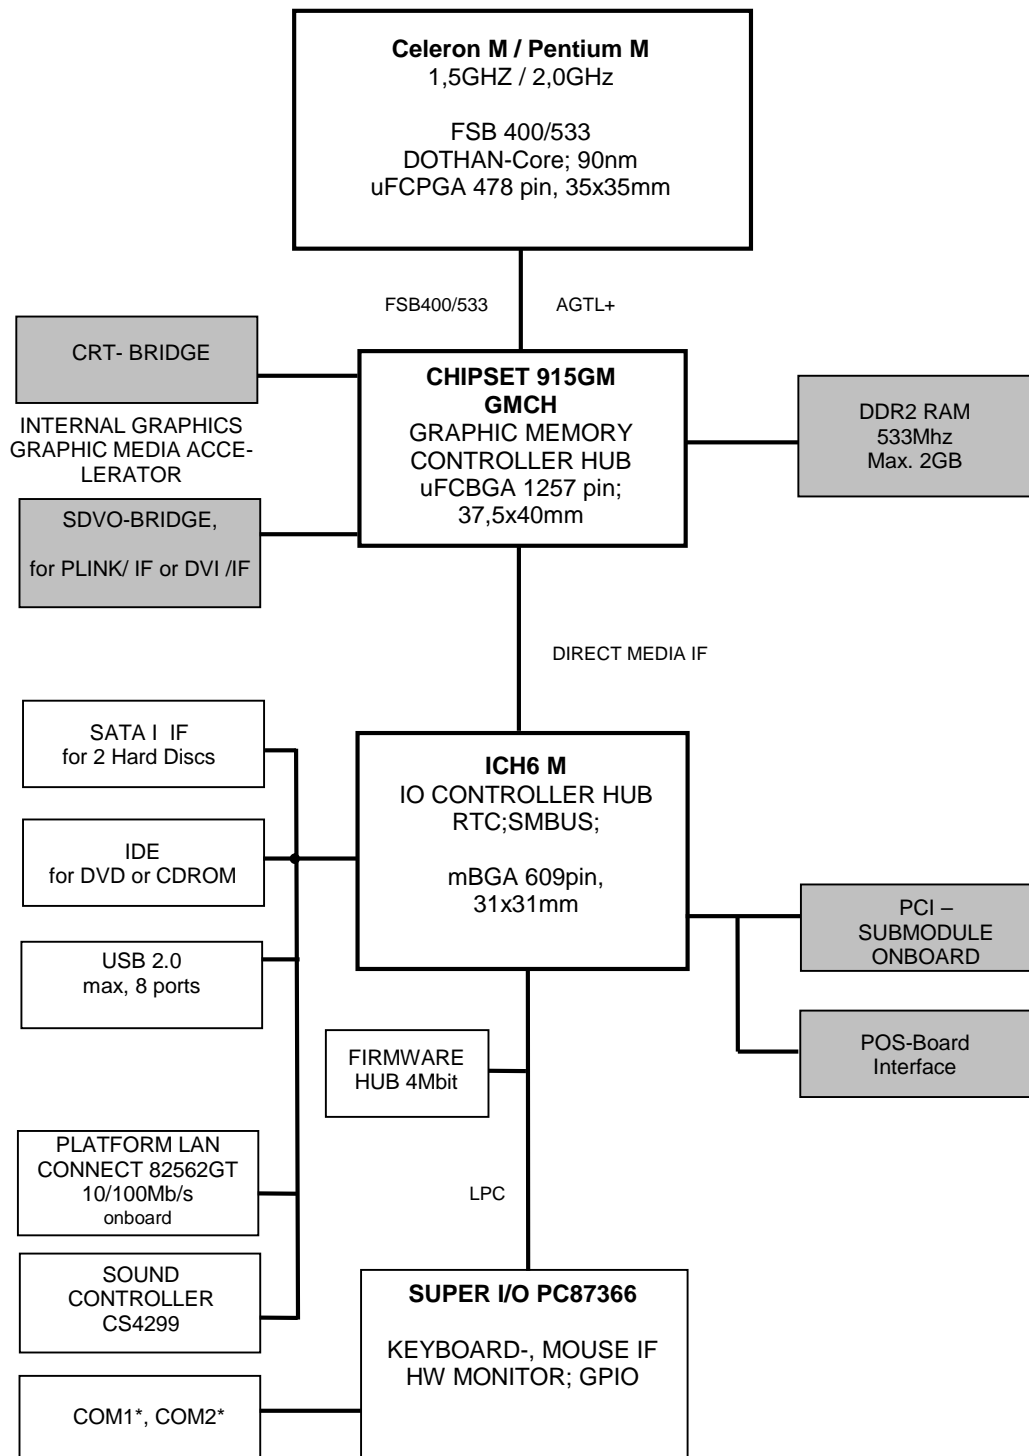 Celeron M / Pentium M
1,5GHZ / 2,0GHz
FSB 400/533
DOTHAN-Core; 90nm
uFCPGA 478 pin, 35x35mm
FSB400/533
AGTL+
CRT- BRIDGE
INTERNAL GRAPHICS
GRAPHIC MEDIA ACCE-
LERATOR
SDVO-BRIDGE,
for PLINK/ IF or DVI /IF
CHIPSET 915GM
GMCH
GRAPHIC MEMORY
CONTROLLER HUB
uFCBGA 1257 pin;
37,5x40mm
DDR2 RAM
533Mhz
Max. 2GB
DIRECT MEDIA IF
SATA I IF
for 2 Hard Discs
IDE
for DVD or CDROM
USB 2.0
max, 8 ports
ICH6 M
IO CONTROLLER HUB
RTC;SMBUS;
mBGA 609pin,
31x31mm
PCI –
SUBMODULE
ONBOARD
POS-Board
Interface
FIRMWARE
HUB 4Mbit
PLATFORM LAN
CONNECT 82562GT
10/100Mb/s
onboard
LPC
SOUND
CONTROLLER
CS4299
SUPER I/O PC87366
KEYBOARD-, MOUSE IF
HW MONITOR; GPIO
COM1*, COM2*